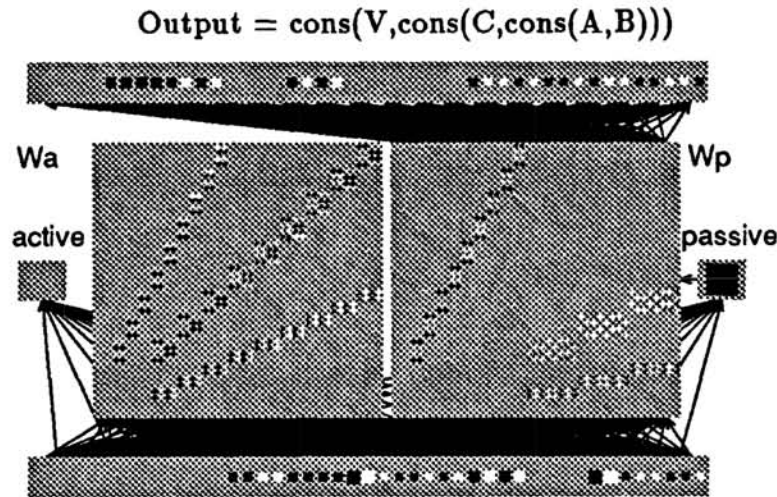 Output = cons(V,cons(C,cons(A,B)))
Wa
Wp
active
passive